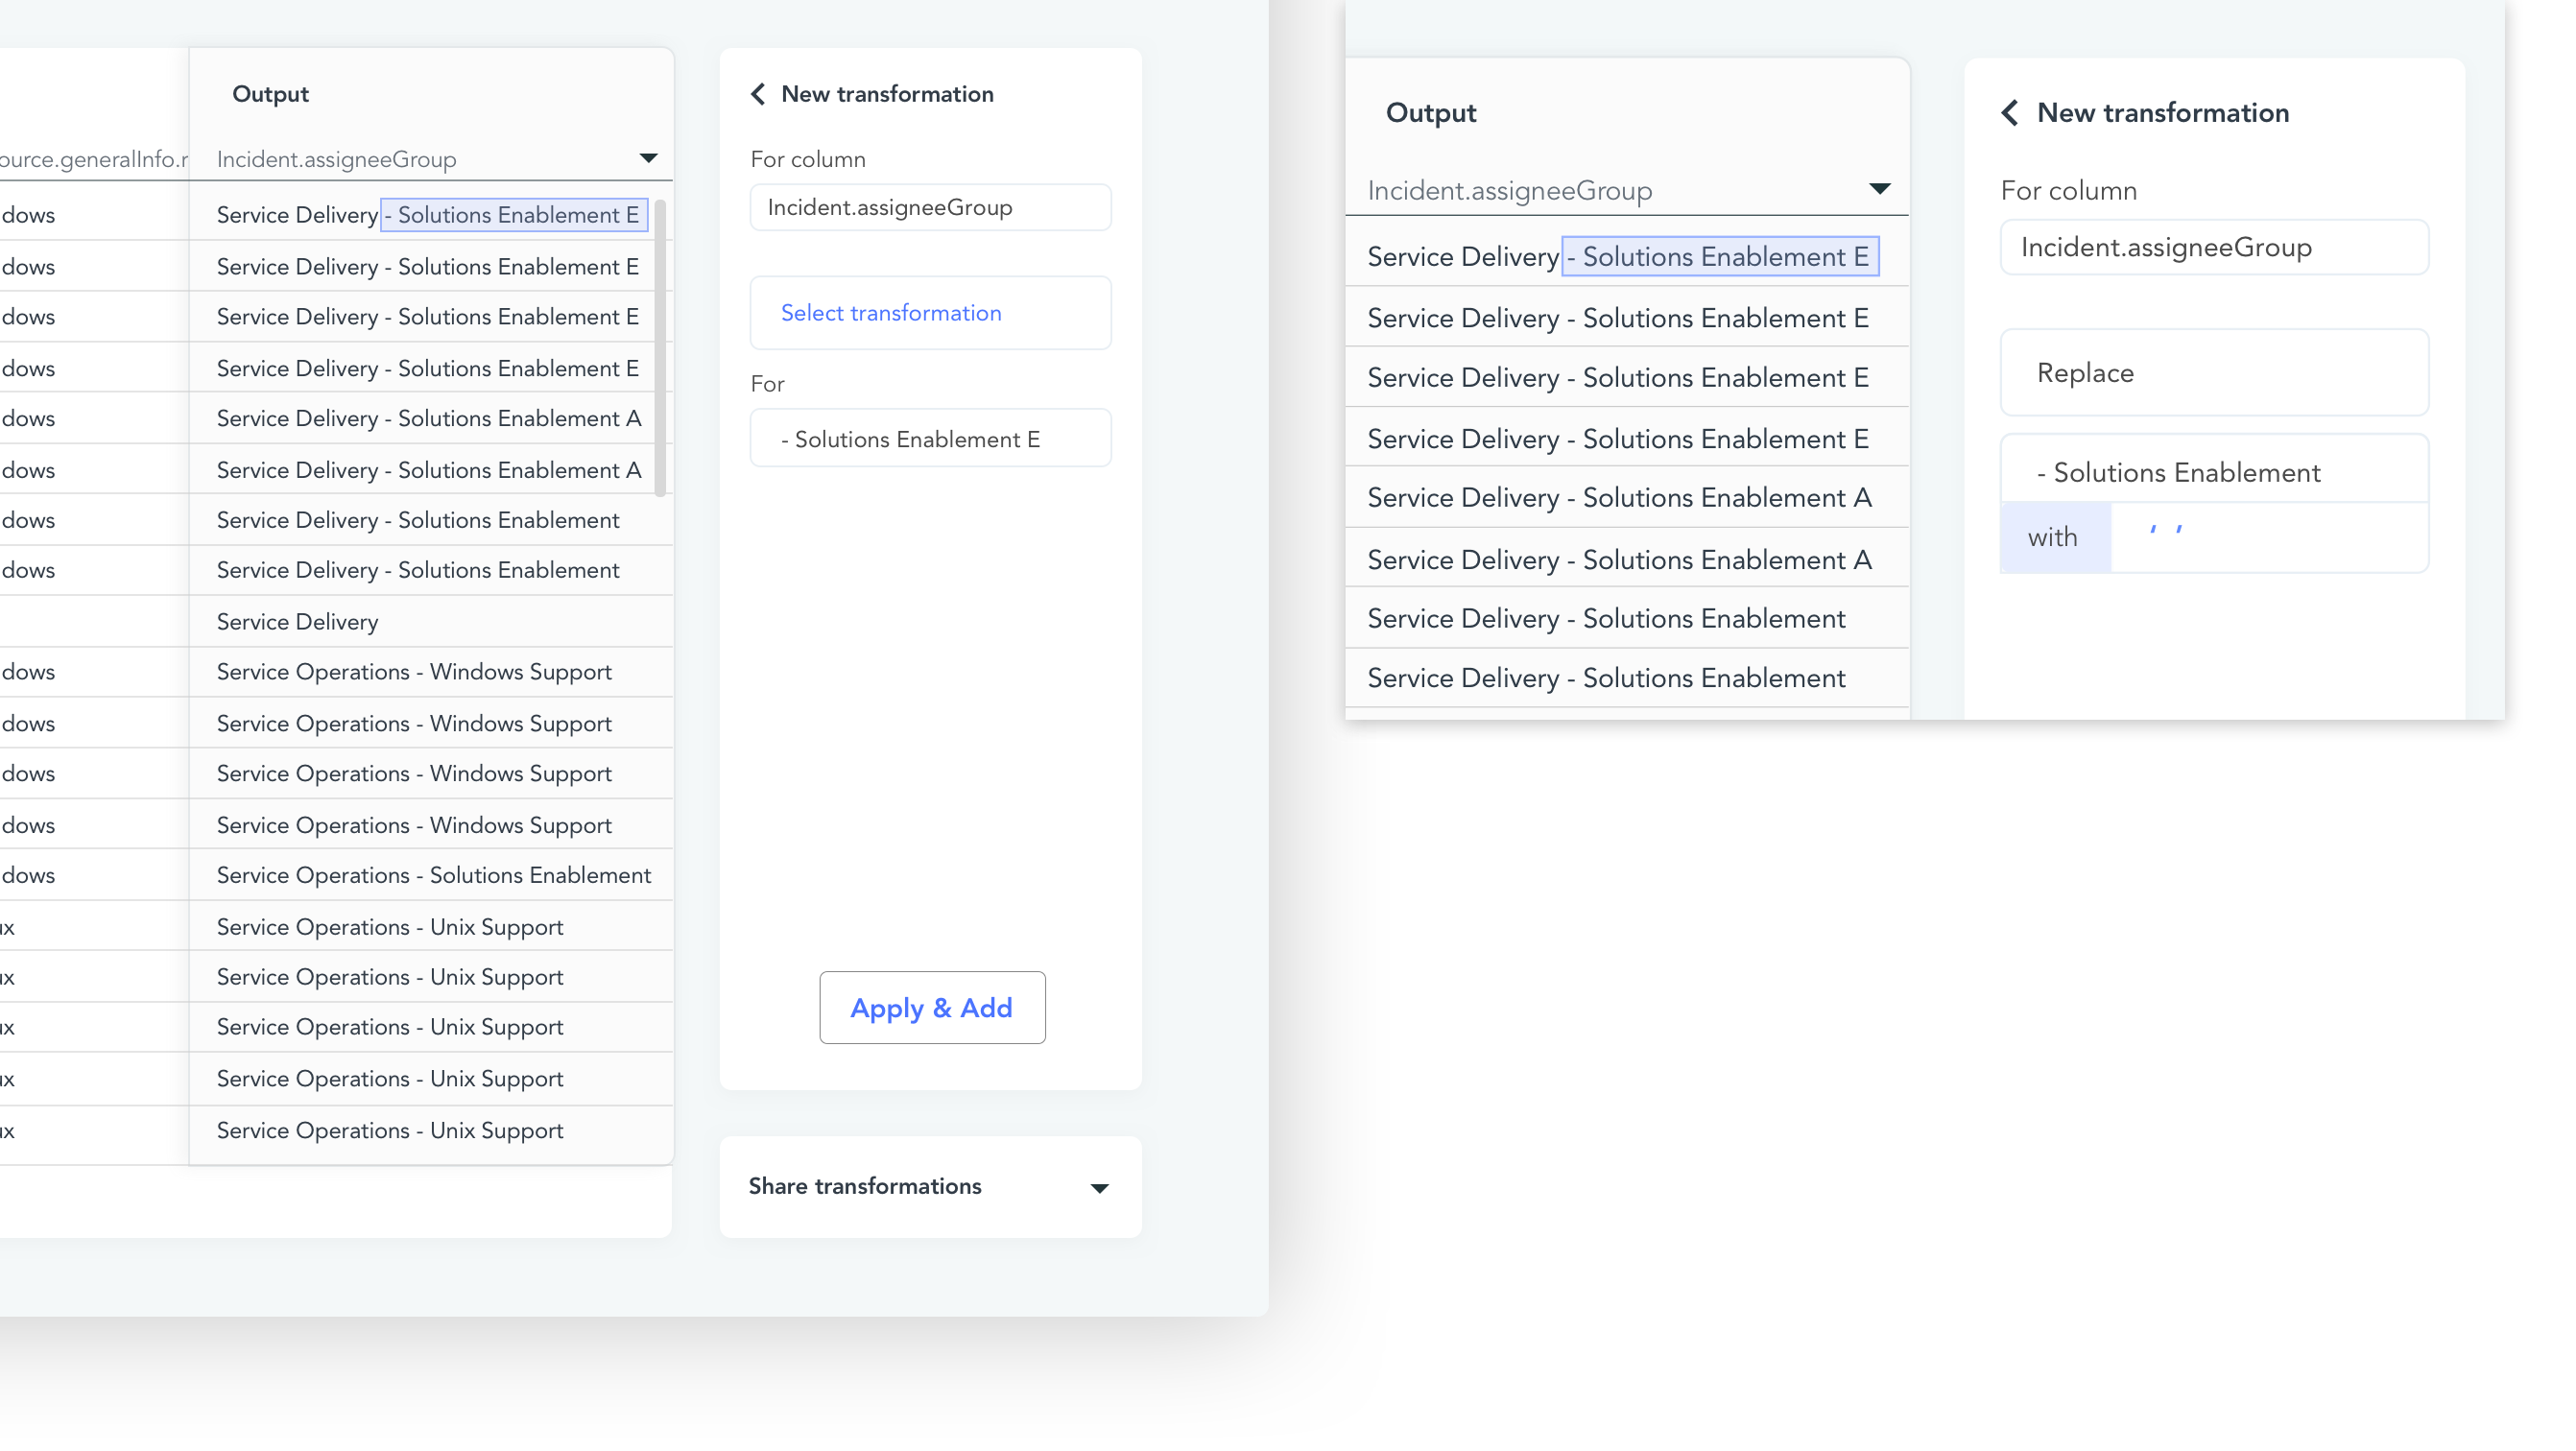 Output
ource.generalInfo.r
Incident.assigneeGroup
dows
Service Delivery - Solutions Enablement E
dows
Service Delivery - Solutions Enablement E
dows
Service Delivery - Solutions Enablement E
dows
Service Delivery - Solutions Enablement E
dows
Service Delivery - Solutions Enablement A
dows
Service Delivery - Solutions Enablement A
dows
Service Delivery - Solutions Enablement
dows
Service Delivery - Solutions Enablement
Service Delivery
dows
Service Operations - Windows Support
dows
Service Operations - Windows Support
dows
Service Operations - Windows Support
dows
Service Operations - Windows Support
dows
Service Operations - Solutions Enablement
ux
Service Operations - Unix Support
ux
Service Operations - Unix Support
ux
Service Operations - Unix Support
ux
Service Operations - Unix Support
ux
Service Operations - Unix Support
New transformation
For column
Incident.assigneeGroup
Select transformation
For
- Solutions Enablement E
Apply & Add
Share transformations
Output
Incident.assigneeGroup
Service Delivery - Solutions Enablement E
Service Delivery - Solutions Enablement E
Service Delivery - Solutions Enablement E
Service Delivery - Solutions Enablement E
Service Delivery - Solutions Enablement A
Service Delivery - Solutions Enablement A
Service Delivery - Solutions Enablement
Service Delivery - Solutions Enablement
New transformation
For column
Incident.assigneeGroup
Replace
- Solutions Enablement
with ‘ ’